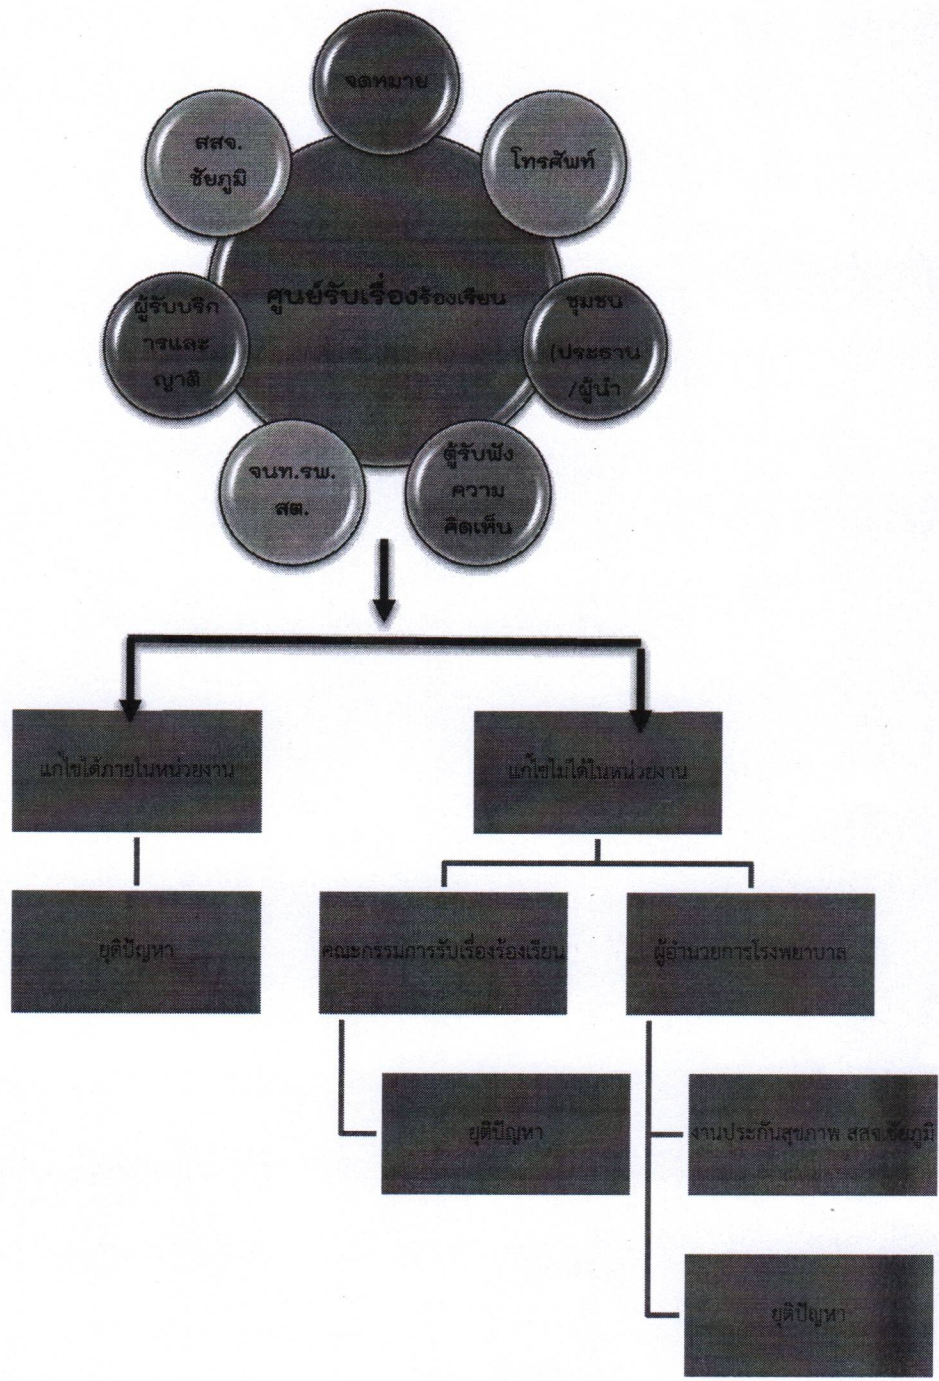 จดหมาย
สสจ.
ชัยภูมิ
โทรศัพท์
ศูนย์รับเรื่องร้องเรียน
ผู้รับบริก
ารและ
ญาติ
ชุมชน
(ประธาน
/ผู้นำ
จนท.รพ.
สต.
ตู้รับฟัง
ความ
คิดเห็น
แก้ไขได้ภายในหน่วยงาน
แก้ไขไม่ได้ในหน่วยงาน
ยุติปัญหา
คณะกรรมการรับเรื่องร้องเรียน
ผู้อำนวยการโรงพยาบาล
ยุติปัญหา
งานประกันสุขภาพ สสจ.ชัยภูมิ
ยุติปัญหา